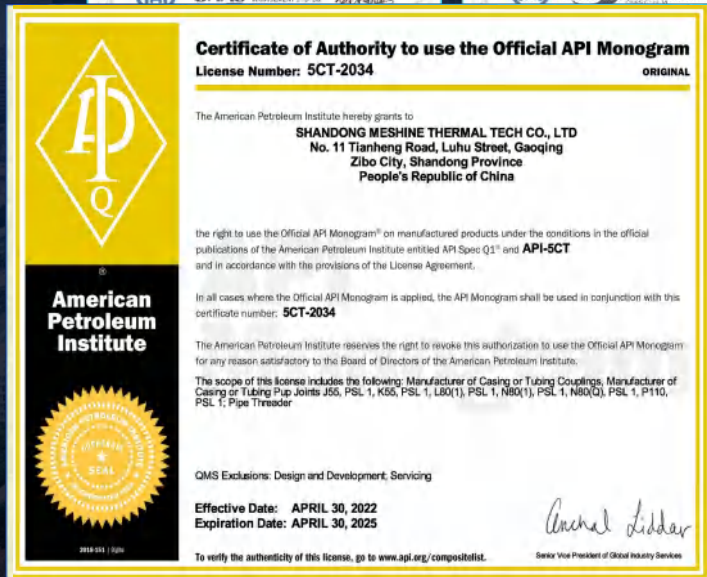 Certificate of Authority to use the Official API Monogram
License Number: 5CT-2034
ORIGINAL
The American Petroleum Institute hereby grants to
SHANDONG MESHINE THERMAL TECH CO., LTD
No. 11 Tianheng Road, Luhu Street, Gaoqing
Zibo City, Shandong Province
People's Republic of China
the right to use the Official API Monogram® on manufactured products under the conditions in the official
publications of the American Petroleum Institute entitled API Spec Q1® and API-5CT
and in accordance with the provisions of the License Agreement.
In all cases where the Official API Monogram is applied, the API Monogram shall be used in conjunction with this
certificate number: 5CT-2034
The American Petroleum Institute reserves the right to revoke this authorization to use the Official API Monogram
for any reason satisfactory to the Board of Directors of the American Petroleum Institute.
The scope of this license includes the following: Manufacturer of Casing or Tubing Couplings, Manufacturer of
Casing or Tubing Pup Joints J55, PSL 1, K55, PSL 1, L80(1), PSL 1, N80(1), PSL 1, N80(Q), PSL 1, P110,
PSL 1; Pipe Threader
QMS Exclusions: Design and Development; Servicing
Effective Date: APRIL 30, 2022
Expiration Date: APRIL 30, 2025
To verify the authenticity of this license, go to www.api.org/compositelist.
Senior Vice President of Global Industry Services
API
Q
®
American
Petroleum
Institute
SEAL